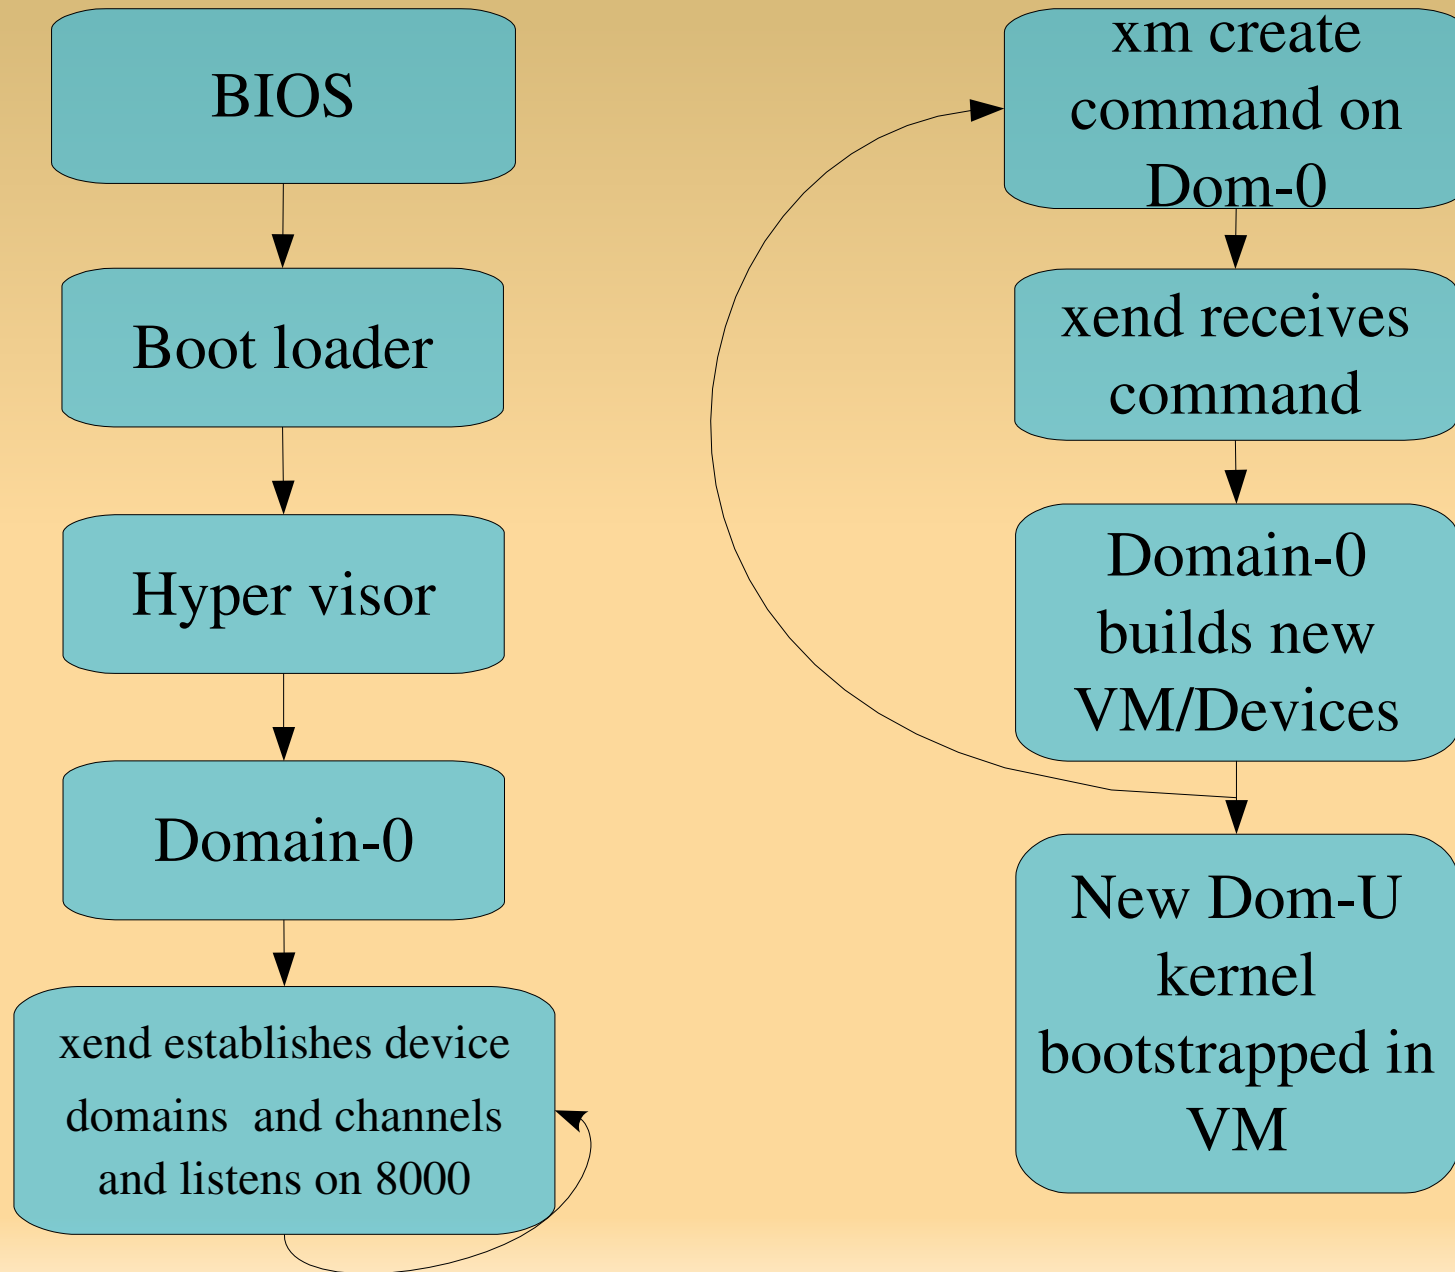 BIOS
Boot loader
Hyper visor
Domain-0
xend establishes device
domains and channels
and listens on 8000
xm create
command on
Dom-0
xend receives
command
Domain-0
builds new
VM/Devices
New Dom-U
kernel
bootstrapped in
VM